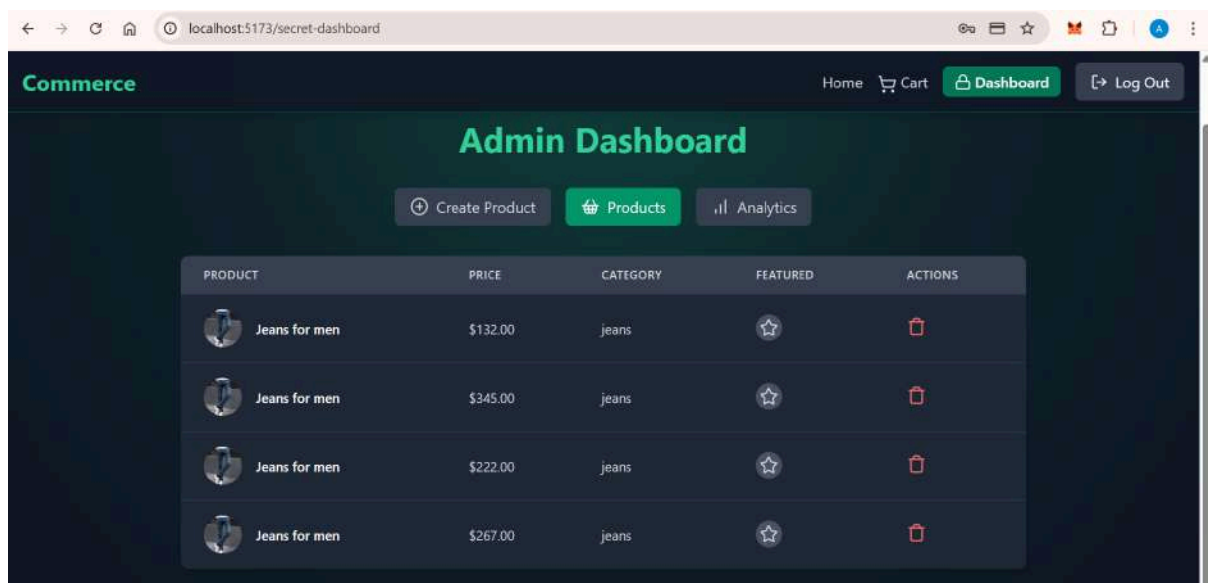 localhost:5173/secret-dashboard
A
Commerce
Home Cart Dashboard Log Out
Admin Dashboard
Create Product Products Analytics
PRODUCT PRICE CATEGORY FEATURED ACTIONS
Jeans for men $132.00 jeans
Jeans for men $345.00 jeans
Jeans for men $222.00 jeans
Jeans for men $267.00 jeans